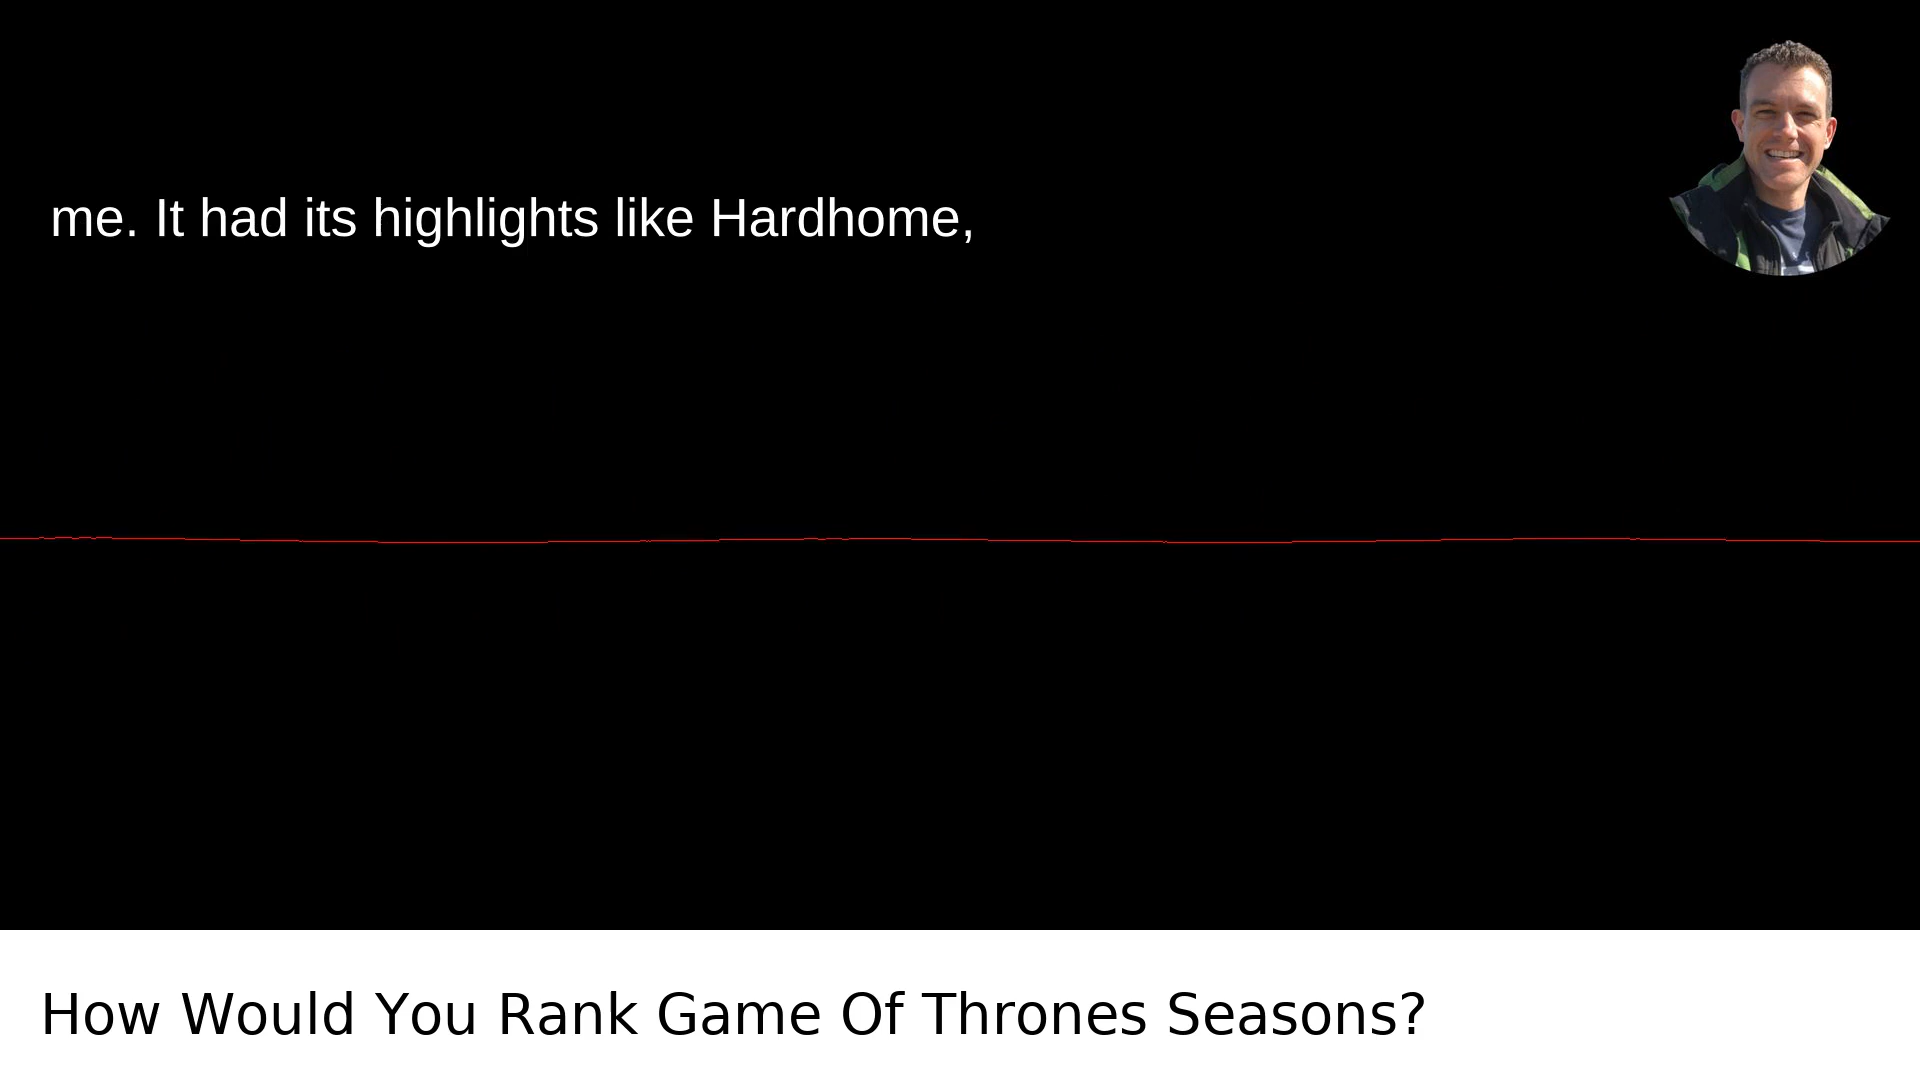 me. It had its highlights like Hardhome,
How Would You Rank Game Of Thrones Seasons?